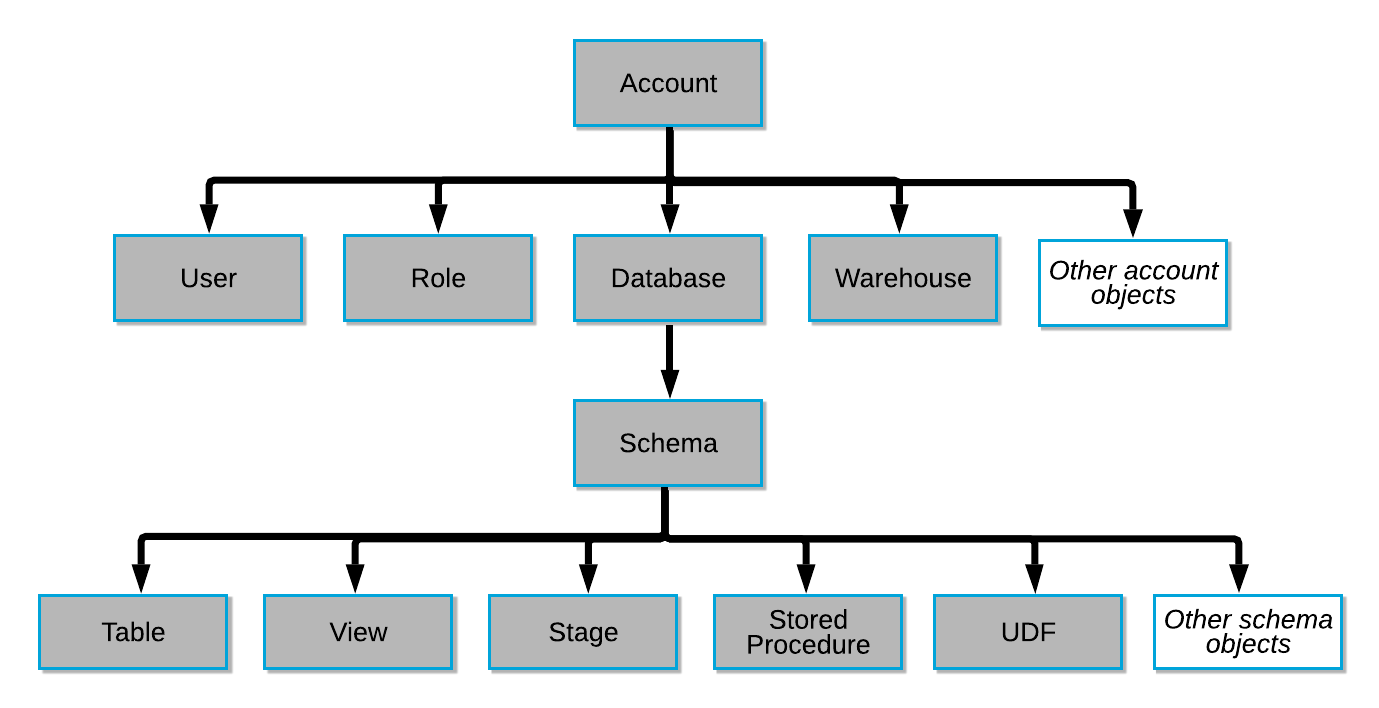 Account
User
Role
Database
Warehouse
Other account
objects
Schema
Table
View
Stage
Stored
Procedure
UDF
Other schema
objects